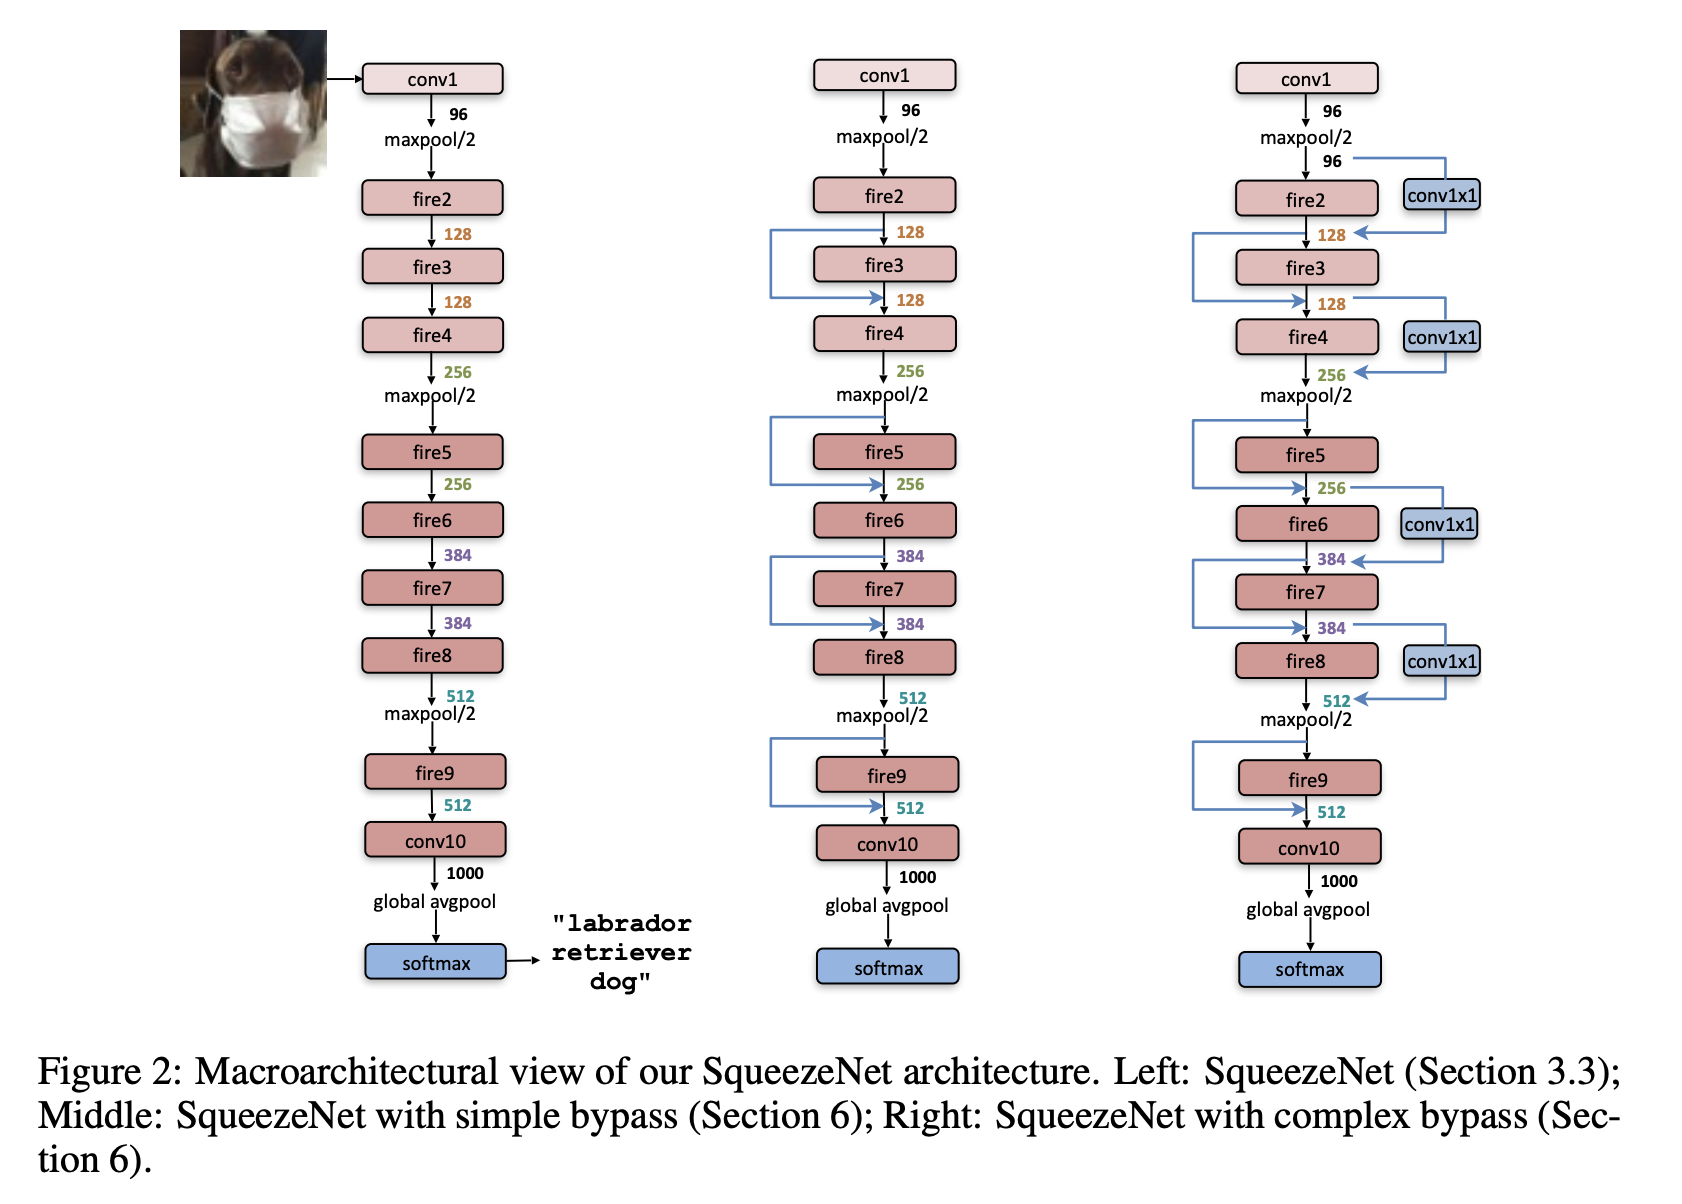 conv1
96
maxpool/2
fire2
128
fire3
128
fire4
256
maxpool/2
fire5
256
fire6
384
fire7
384
fire8
512
maxpool/2
fire9
512
conv10
1000
global avgpool
softmax
"labrador
retriever
dog"
conv1
96
maxpool/2
fire2
128
fire3
128
fire4
256
maxpool/2
fire5
256
fire6
384
fire7
384
fire8
512
maxpool/2
fire9
512
conv10
1000
global avgpool
softmax
conv1
96
maxpool/2
96
conv1x1
fire2
128
fire3
128
fire4
conv1x1
256
maxpool/2
fire5
256
fire6
conv1x1
384
fire7
384
fire8
conv1x1
512
maxpool/2
fire9
512
conv10
1000
global avgpool
softmax
Figure 2: Macroarchitectural view of our SqueezeNet architecture. Left: SqueezeNet (Section 3.3);
Middle: SqueezeNet with simple bypass (Section 6); Right: SqueezeNet with complex bypass (Sec-
tion 6).